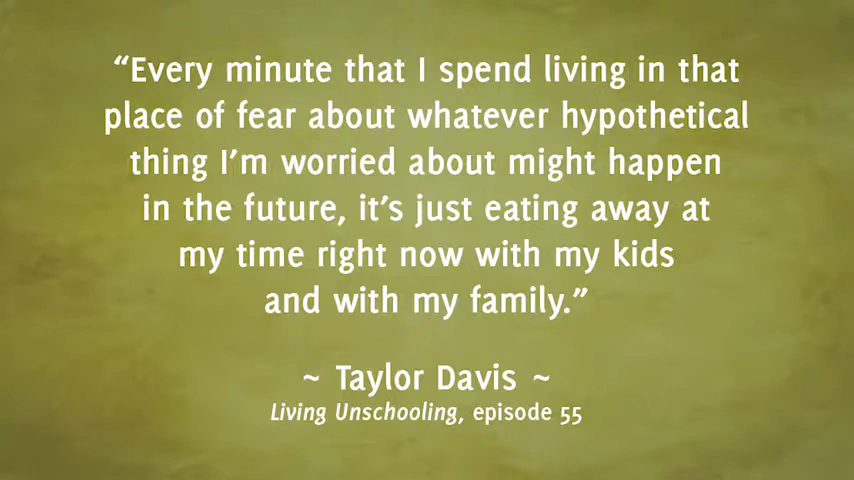 “Every minute that I spend living in that
place of fear about whatever hypothetical
thing I’m worried about might happen
in the future, it’s just eating away at
my time right now with my kids
and with my family.”
~ Taylor Davis ~
Living Unschooling, episode 55